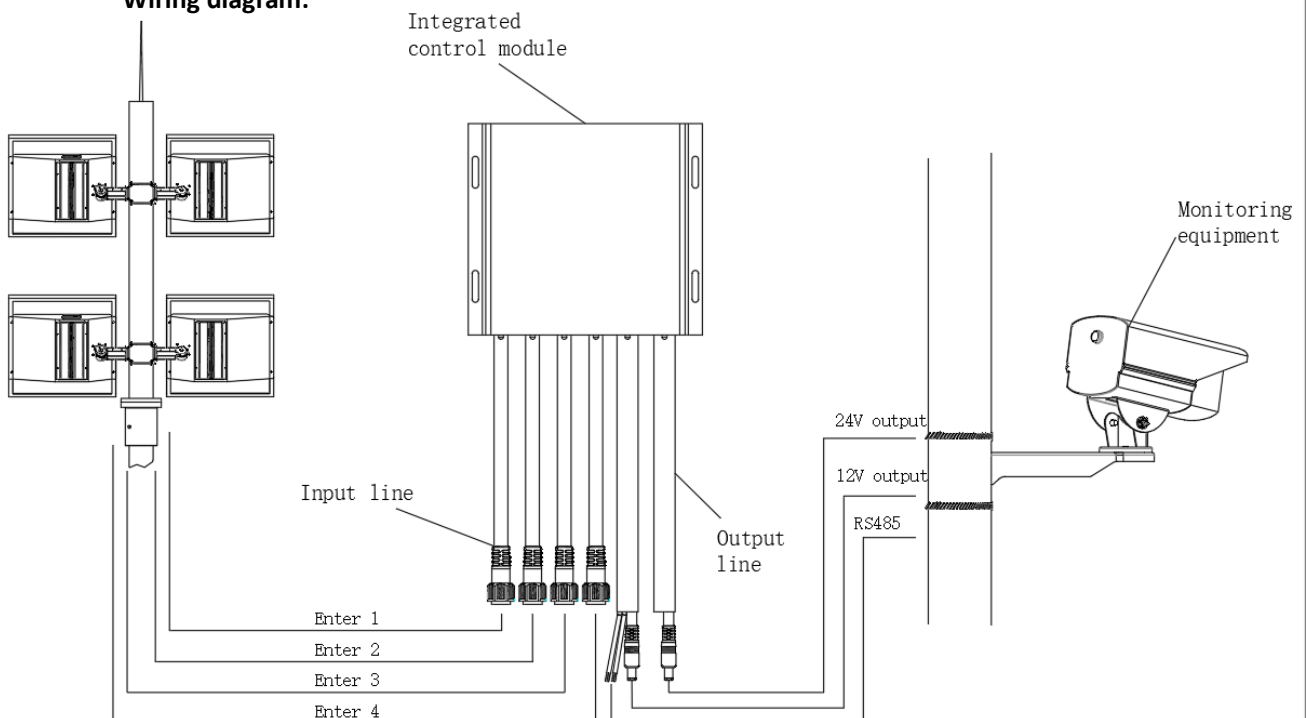 Wiring diagram:
Integrated
control module
Monitoring
equipment
24V output
12V output
Input line
RS485
Output
line
Enter 1
Enter 2
Enter 3
Enter 4